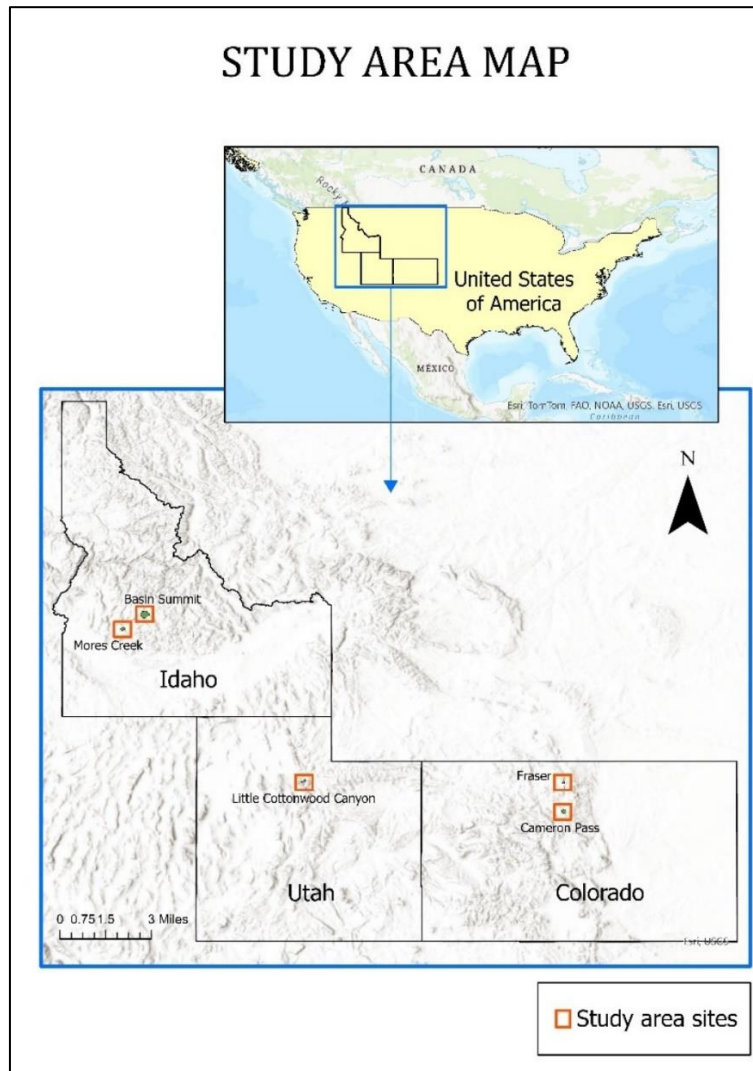 STUDY AREA MAP
CANADA
Rocky M
United States
of America
MÉXICO
Esri, TomTom, FAO, NOAA, USGS, Esri, USGS
Caribbean
N
Basin Summit
Mores Creek
Idaho
Fraser
Little Cottonwood Canyon
Cameron Pass
Utah
Colorado
0 0.75 1.5 3 Miles
Esri, USGS
Study area sites